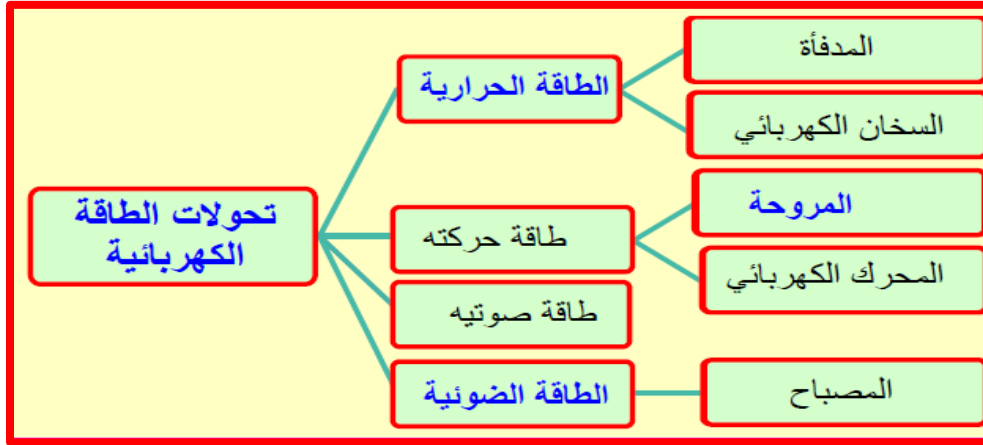 تحولات الطاقة
الكهربائية
الطاقة الحرارية
المدفأة
السخان الكهربائي
طاقة حركته
المروحة
المحرك الكهربائي
طاقة صوتيه
الطاقة الضوئية
المصباح